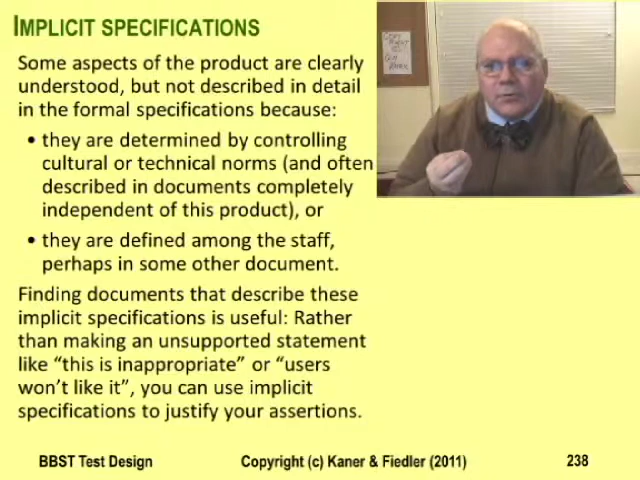 IMPLICIT SPECIFICATIONS
Some aspects of the product are clearly
understood, but not described in detail
in the formal specifications because:
• they are determined by controlling
cultural or technical norms (and often
described in documents completely
independent of this product), or
• they are defined among the staff,
perhaps in some other document.
Finding documents that describe these
implicit specifications is useful: Rather
than making an unsupported statement
like “this is inappropriate” or “users
won’t like it”, you can use implicit
specifications to justify your assertions.
BBST Test Design
Copyright (c) Kaner & Fiedler (2011)
238